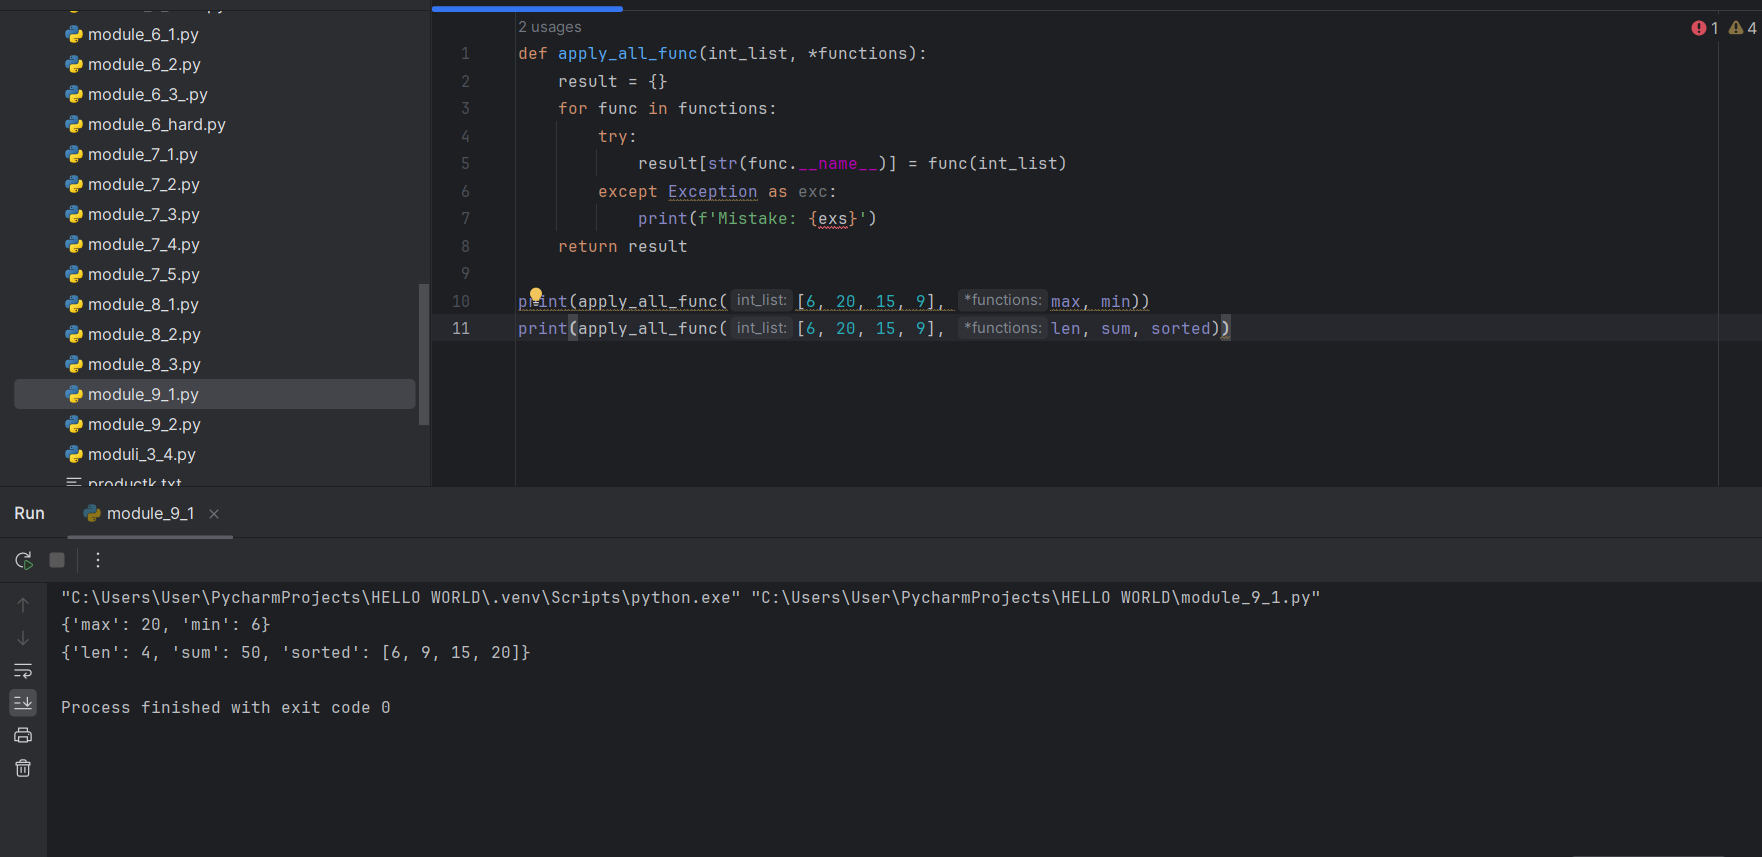 module_6_1.py
module_6_2.py
module_6_3_.py
module_6_hard.py
module_7_1.py
module_7_2.py
module_7_3.py
module_7_4.py
module_7_5.py
module_8_1.py
module_8_2.py
module_8_3.py
module_9_1.py
module_9_2.py
moduli_3_4.py
productk.txt
2 usages
1 4
1 def apply_all_func(int_list, *functions):
2 result = {}
3 for func in functions:
4 try:
5 result[str(func.__name__)] = func(int_list)
6 except Exception as exc:
7 print(f'Mistake: {exs}')
8 return result
9
10 print(apply_all_func( int_list: [6, 20, 15, 9], *functions: max, min))
11 print(apply_all_func( int_list: [6, 20, 15, 9], *functions: len, sum, sorted))
Run module_9_1
"C:\Users\User\PycharmProjects\HELLO WORLD\.venv\Scripts\python.exe" "C:\Users\User\PycharmProjects\HELLO WORLD\module_9_1.py"
{'max': 20, 'min': 6}
{'len': 4, 'sum': 50, 'sorted': [6, 9, 15, 20]}
Process finished with exit code 0